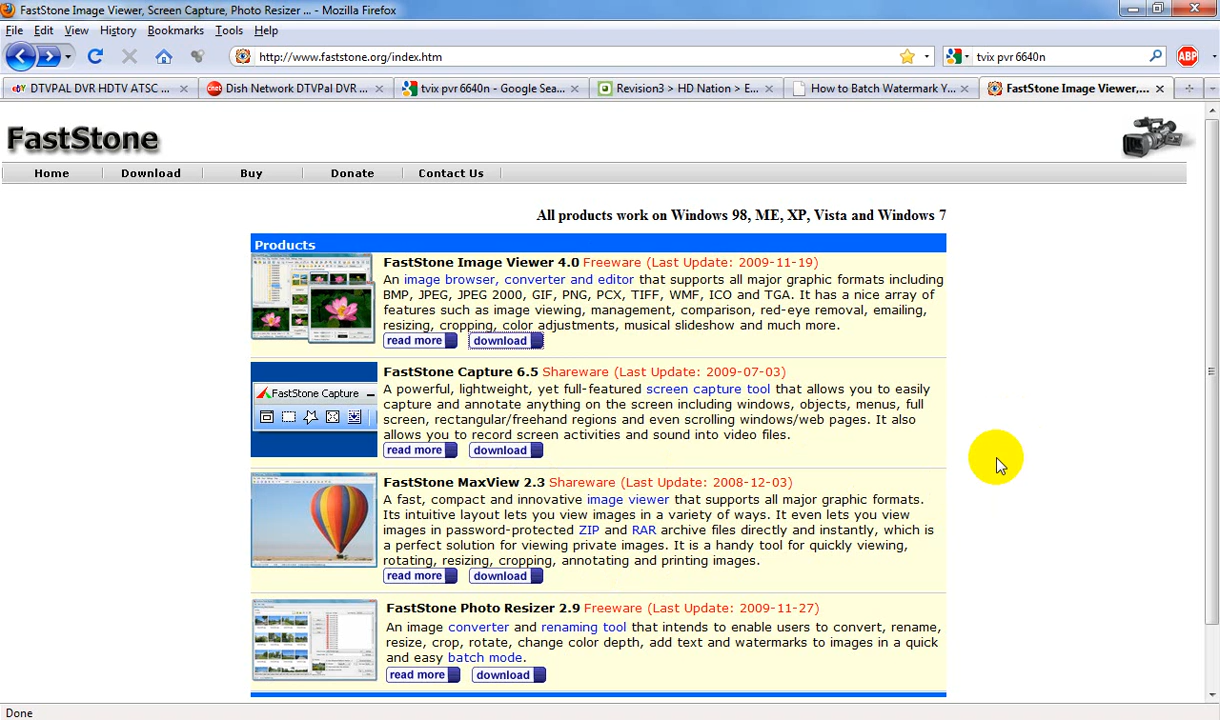 FastStone Image Viewer, Screen Capture, Photo Resizer ... - Mozilla Firefox
File Edit View History Bookmarks Tools Help
http://www.faststone.org/index.htm tvix pvr 6640n ABP
DTVPAL DVR HDTV ATSC ... Dish Network DTVPal DVR ... tvix pvr 6640n - Google Sea... Revision3 > HD Nation > E... How to Batch Watermark Y... FastStone Image Viewer,...
FastStone
Home Download Buy Donate Contact Us
All products work on Windows 98, ME, XP, Vista and Windows 7
Products
FastStone Image Viewer 4.0 Freeware (Last Update: 2009-11-19)
An image browser, converter and editor that supports all major graphic formats including
BMP, JPEG, JPEG 2000, GIF, PNG, PCX, TIFF, WMF, ICO and TGA. It has a nice array of
features such as image viewing, management, comparison, red-eye removal, emailing,
resizing, cropping, color adjustments, musical slideshow and much more.
read more download
FastStone Capture 6.5 Shareware (Last Update: 2009-07-03)
A powerful, lightweight, yet full-featured screen capture tool that allows you to easily
FastStone Capture
capture and annotate anything on the screen including windows, objects, menus, full
screen, rectangular/freehand regions and even scrolling windows/web pages. It also
allows you to record screen activities and sound into video files.
read more download
FastStone MaxView 2.3 Shareware (Last Update: 2008-12-03)
A fast, compact and innovative image viewer that supports all major graphic formats.
Its intuitive layout lets you view images in a variety of ways. It even lets you view
images in password-protected ZIP and RAR archive files directly and instantly, which is
a perfect solution for viewing private images. It is a handy tool for quickly viewing,
rotating, resizing, cropping, annotating and printing images.
read more download
FastStone Photo Resizer 2.9 Freeware (Last Update: 2009-11-27)
An image converter and renaming tool that intends to enable users to convert, rename,
resize, crop, rotate, change color depth, add text and watermarks to images in a quick
and easy batch mode.
read more download
Done